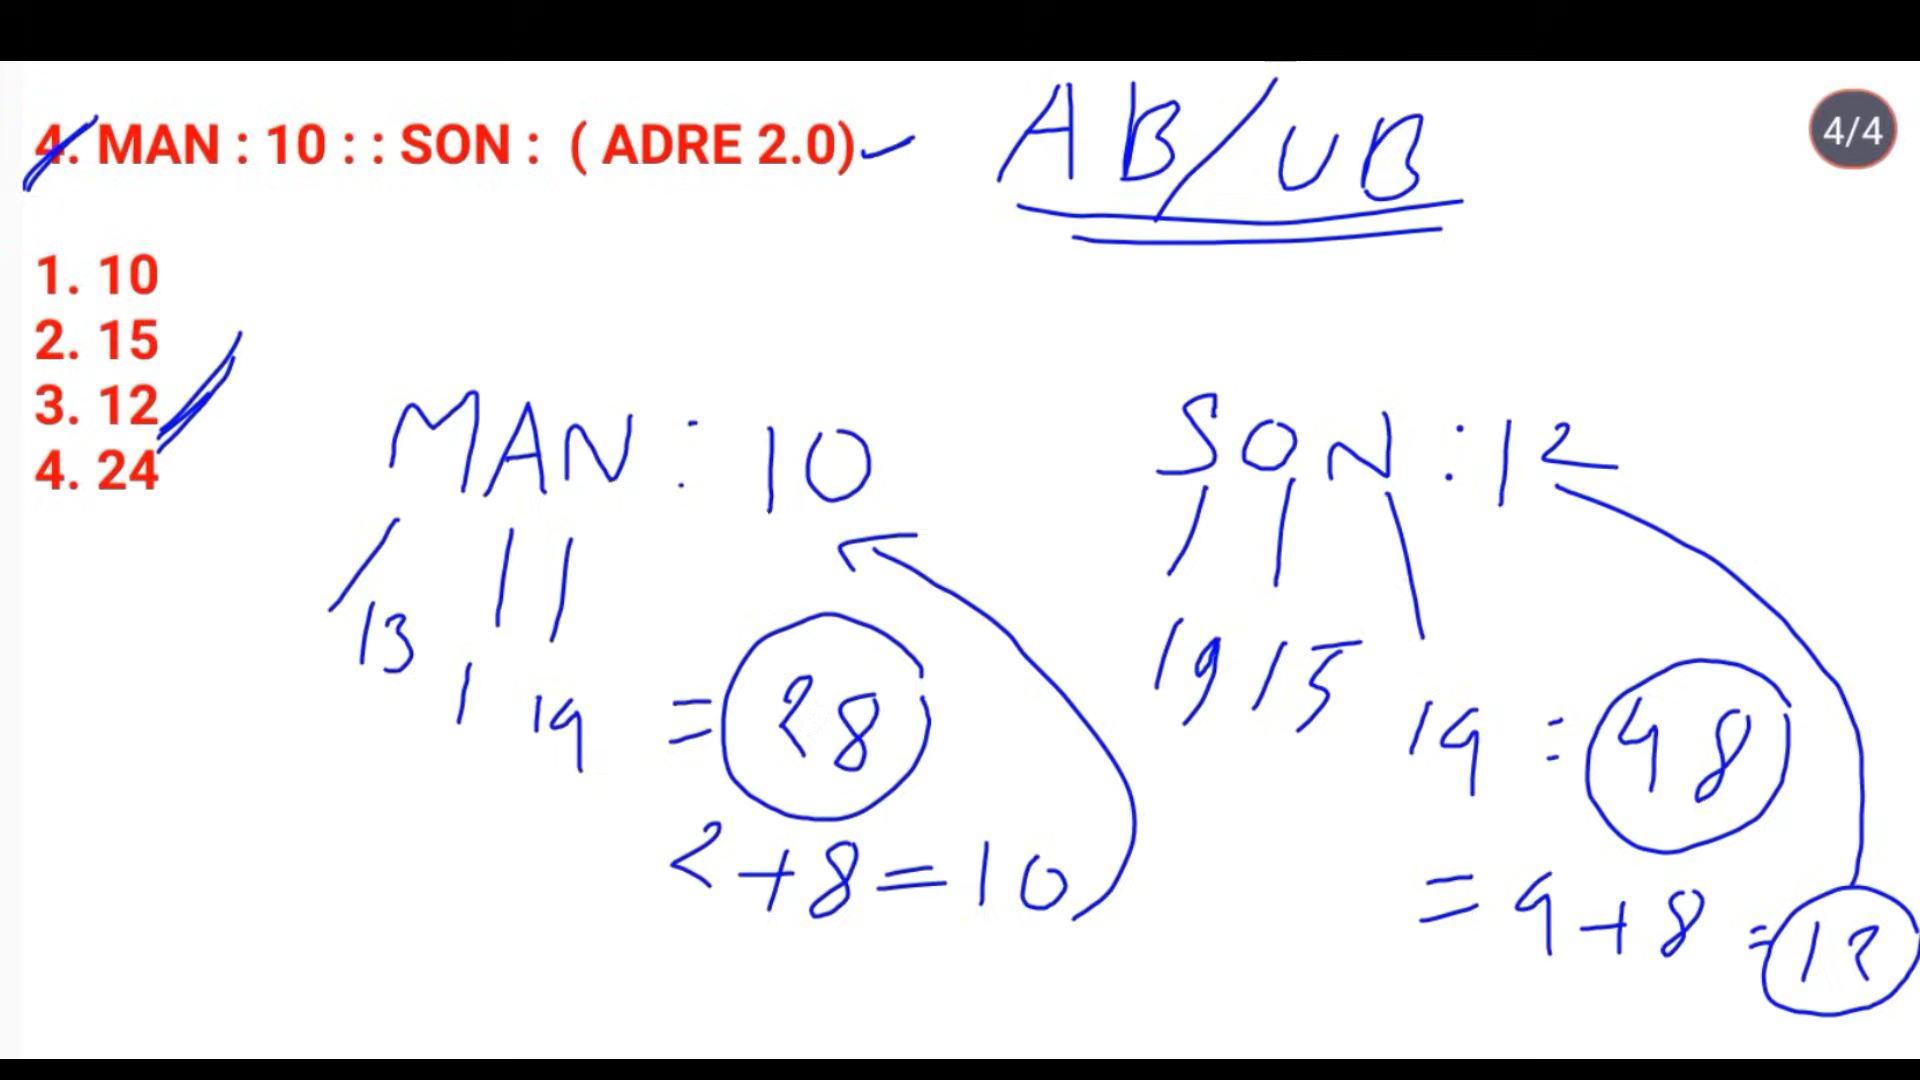 4. MAN : 10 : : SON : ( ADRE 2.0)
AB/UB
4/4
1. 10
2. 15
3. 12
4. 24
MAN : 10
13 1 14 = 28
2+8=10
SON : 12
19 15 14 = 48
= 4+8 = 12